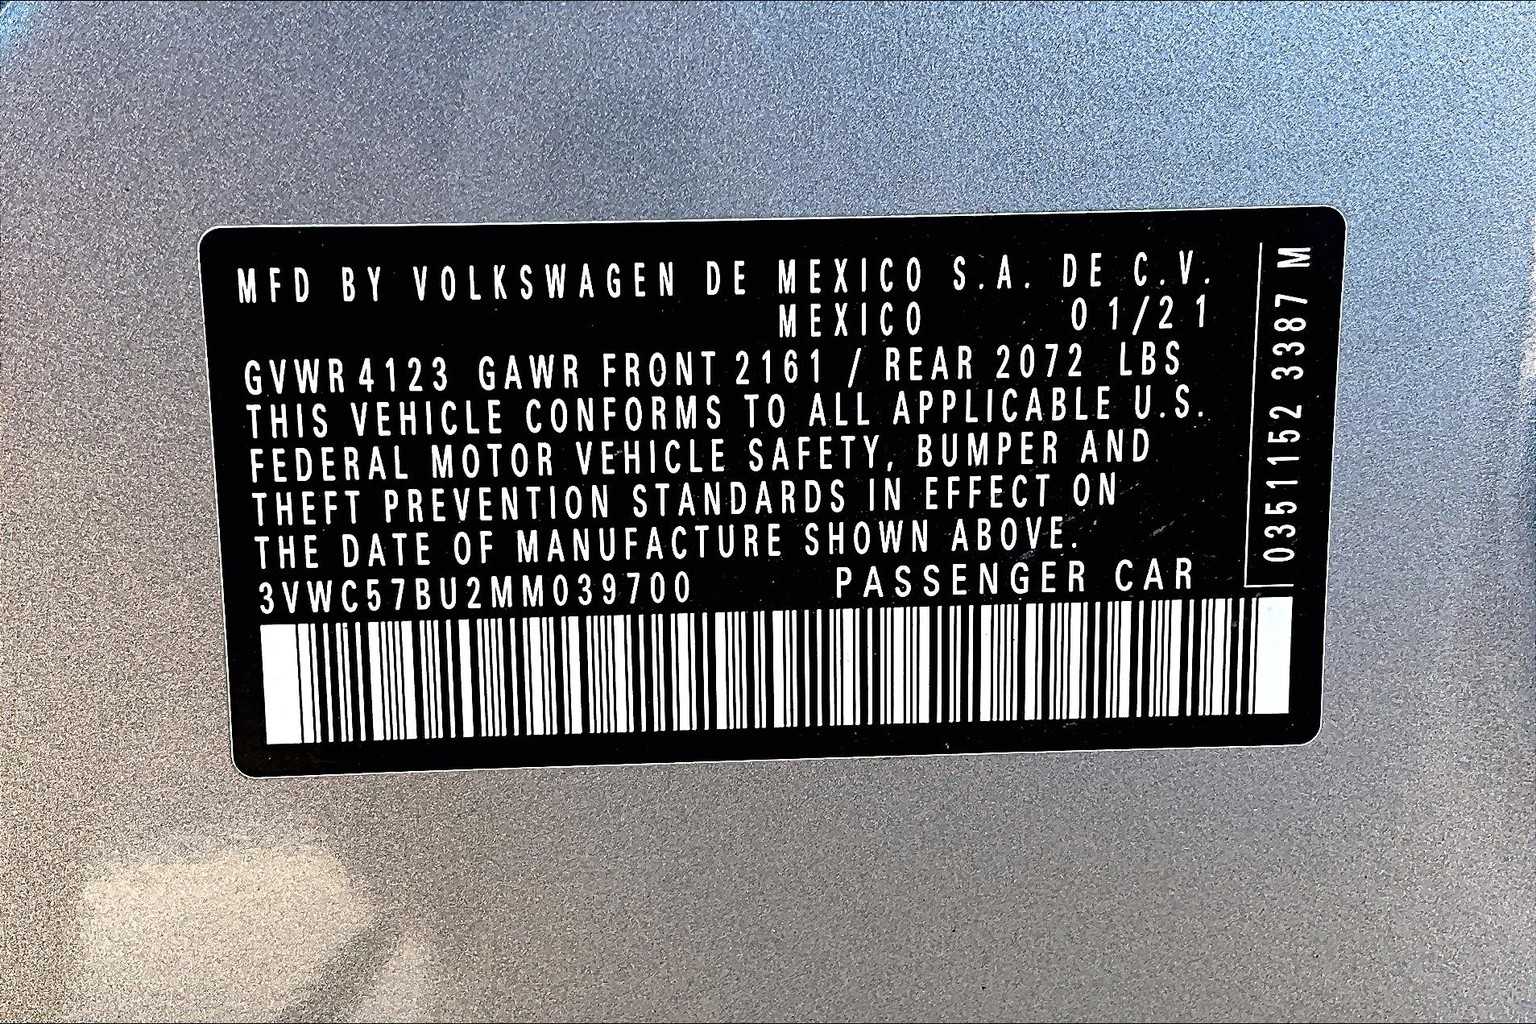 MFD BY VOLKSWAGEN DE MEXICO S.A. DE C.V.
MEXICO 01/21
GVWR 4123 GAWR FRONT 2161 / REAR 2072 LBS
THIS VEHICLE CONFORMS TO ALL APPLICABLE U.S.
FEDERAL MOTOR VEHICLE SAFETY, BUMPER AND
THEFT PREVENTION STANDARDS IN EFFECT ON
THE DATE OF MANUFACTURE SHOWN ABOVE.
3VWC57BU2MM039700 PASSENGER CAR
0351152 3387 M